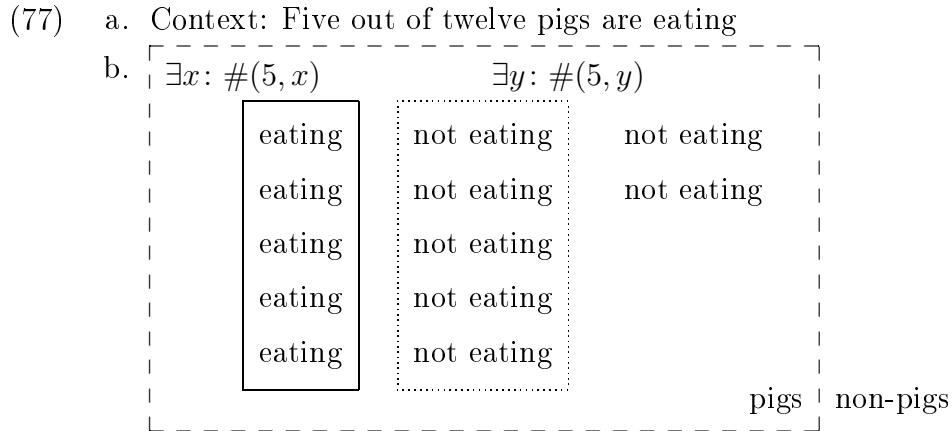 (77) a. Context: Five out of twelve pigs are eating
b. ∃x: #(5, x) ∃y: #(5, y)
eating not eating not eating
eating not eating not eating
eating not eating
eating not eating
eating not eating
pigs non-pigs